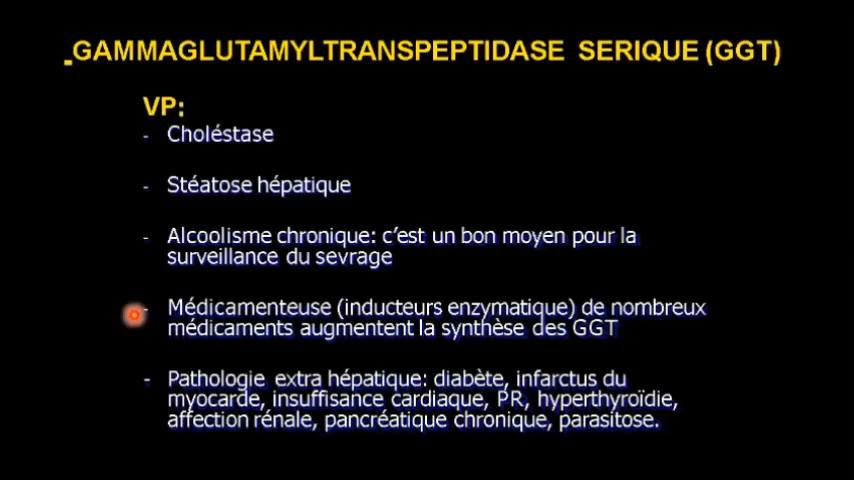 -GAMMAGLUTAMYLTRANSPEPTIDASE SERIQUE (GGT)
VP:
- Choléstase
- Stéatose hépatique
- Alcoolisme chronique: c’est un bon moyen pour la
surveillance du sevrage
- Médicamenteuse (inducteurs enzymatique) de nombreux
médicaments augmentent la synthèse des GGT
- Pathologie extra hépatique: diabète, infarctus du
myocarde, insuffisance cardiaque, PR, hyperthyroïdie,
affection rénale, pancréatique chronique, parasitose.